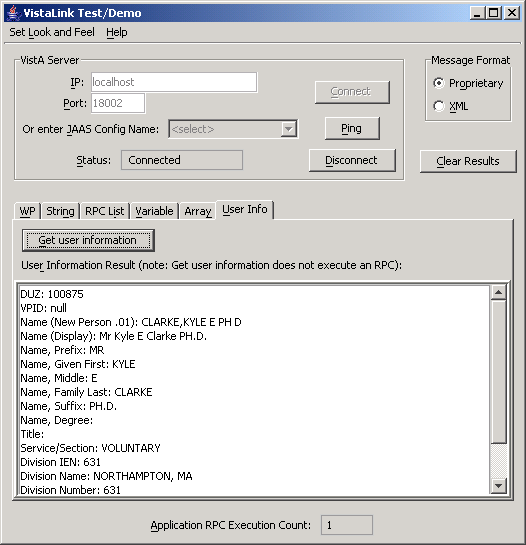 VistaLink Test/Demo
Set Look and Feel Help
VistA Server
IP: localhost
Port: 18002
Connect
Or enter JAAS Config Name: <select>
Ping
Status: Connected
Disconnect
Message Format
Proprietary
XML
Clear Results
WP String RPC List Variable Array User Info
Get user information
User Information Result (note: Get user information does not execute an RPC):
DUZ: 100875
VPID: null
Name (New Person .01): CLARKE,KYLE E PH D
Name (Display): Mr Kyle E Clarke PH.D.
Name, Prefix: MR
Name, Given First: KYLE
Name, Middle: E
Name, Family Last: CLARKE
Name, Suffix: PH.D.
Name, Degree:
Title:
Service/Section: VOLUNTARY
Division IEN: 631
Division Name: NORTHAMPTON, MA
Division Number: 631
Application RPC Execution Count: 1